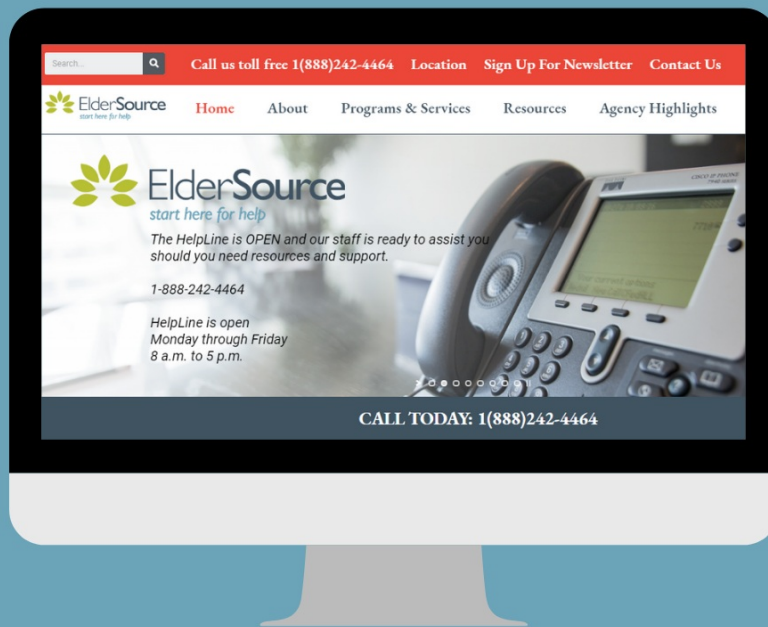 Search...
Call us toll free 1(888)242-4464 Location Sign Up For Newsletter Contact Us
ElderSource
start here for help
Home About Programs & Services Resources Agency Highlights
ElderSource
start here for help
The HelpLine is OPEN and our staff is ready to assist you
should you need resources and support.
1-888-242-4464
HelpLine is open
Monday through Friday
8 a.m. to 5 p.m.
CISCO IP PHONE
CALL TODAY: 1(888)242-4464